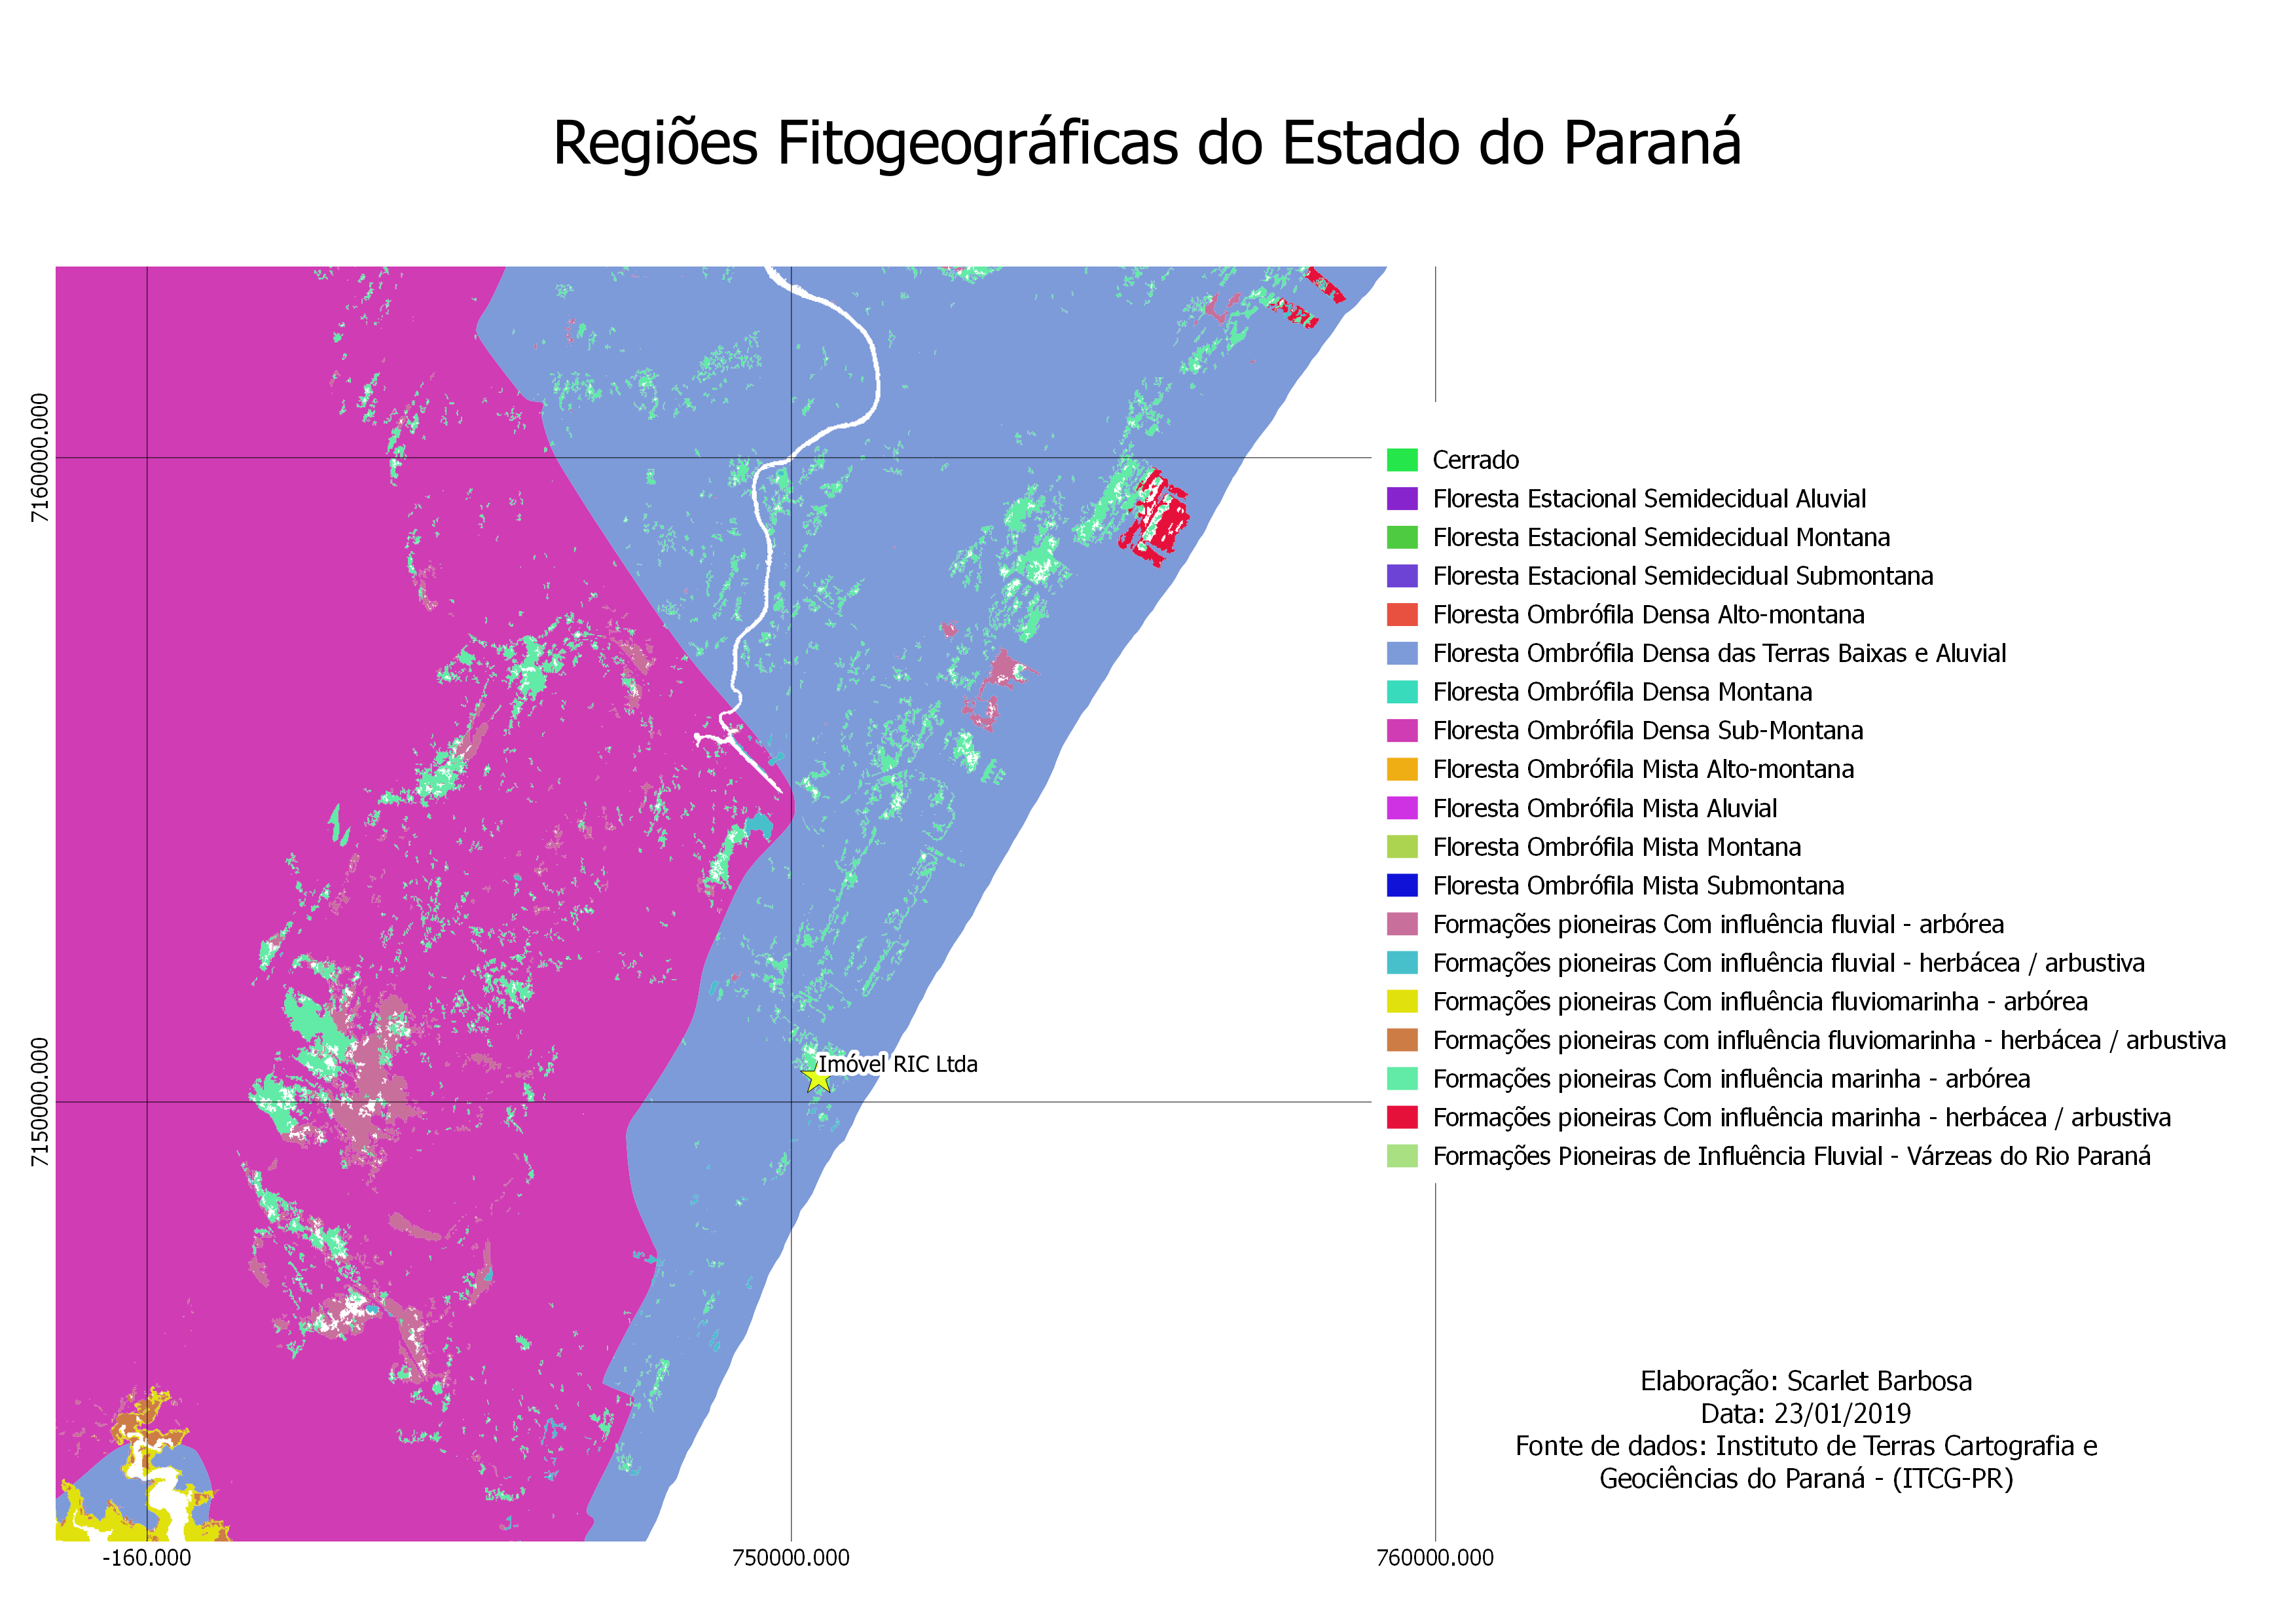 Regiões Fitogeográficas do Estado do Paraná
7160000.000
7150000.000
Imóvel RIC Ltda
-160.000
750000.000
760000.000
Cerrado
Floresta Estacional Semidecidual Aluvial
Floresta Estacional Semidecidual Montana
Floresta Estacional Semidecidual Submontana
Floresta Ombrófila Densa Alto-montana
Floresta Ombrófila Densa das Terras Baixas e Aluvial
Floresta Ombrófila Densa Montana
Floresta Ombrófila Densa Sub-Montana
Floresta Ombrófila Mista Alto-montana
Floresta Ombrófila Mista Aluvial
Floresta Ombrófila Mista Montana
Floresta Ombrófila Mista Submontana
Formações pioneiras Com influência fluvial - arbórea
Formações pioneiras Com influência fluvial - herbácea / arbustiva
Formações pioneiras Com influência fluviomarinha - arbórea
Formações pioneiras com influência fluviomarinha - herbácea / arbustiva
Formações pioneiras Com influência marinha - arbórea
Formações pioneiras Com influência marinha - herbácea / arbustiva
Formações Pioneiras de Influência Fluvial - Várzeas do Rio Paraná
Elaboração: Scarlet Barbosa
Data: 23/01/2019
Fonte de dados: Instituto de Terras Cartografia e
Geociências do Paraná - (ITCG-PR)